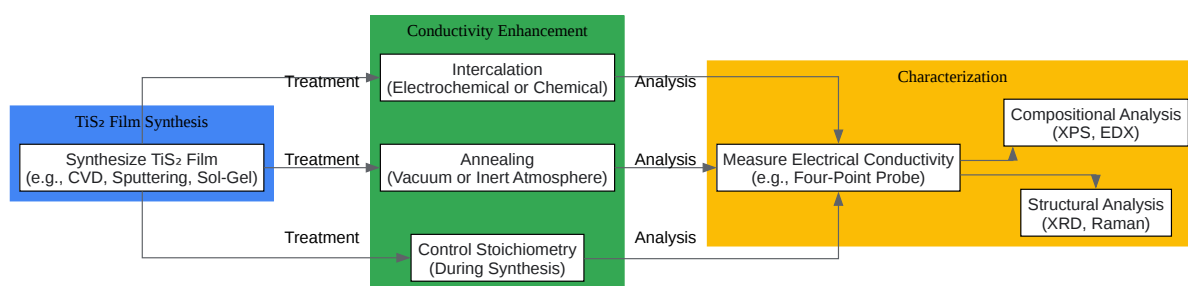 Conductivity Enhancement
Intercalation
(Electrochemical or Chemical)
Treatment
Analysis
Characterization
TiS₂ Film Synthesis
Compositional Analysis
(XPS, EDX)
Synthesize TiS₂ Film
(e.g., CVD, Sputtering, Sol-Gel)
Treatment
Annealing
(Vacuum or Inert Atmosphere)
Analysis
Measure Electrical Conductivity
(e.g., Four-Point Probe)
Structural Analysis
(XRD, Raman)
Treatment
Control Stoichiometry
(During Synthesis)
Analysis